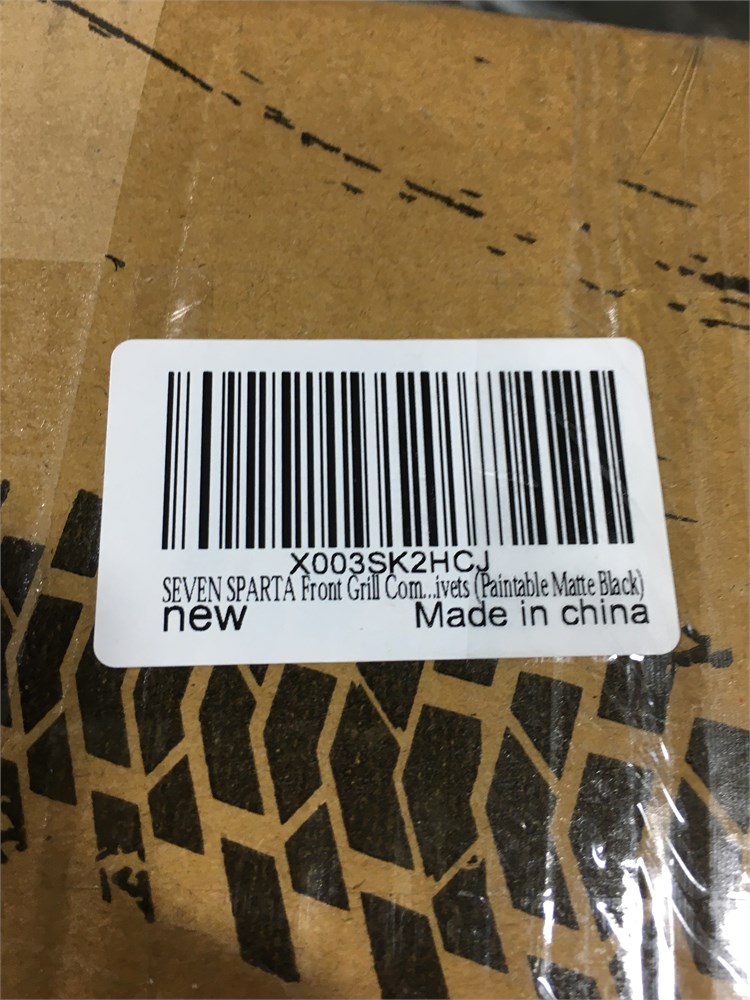 X003SK2HCJ
SEVEN SPARTA Front Grill Com...ivets (Paintable Matte Black)
new Made in china